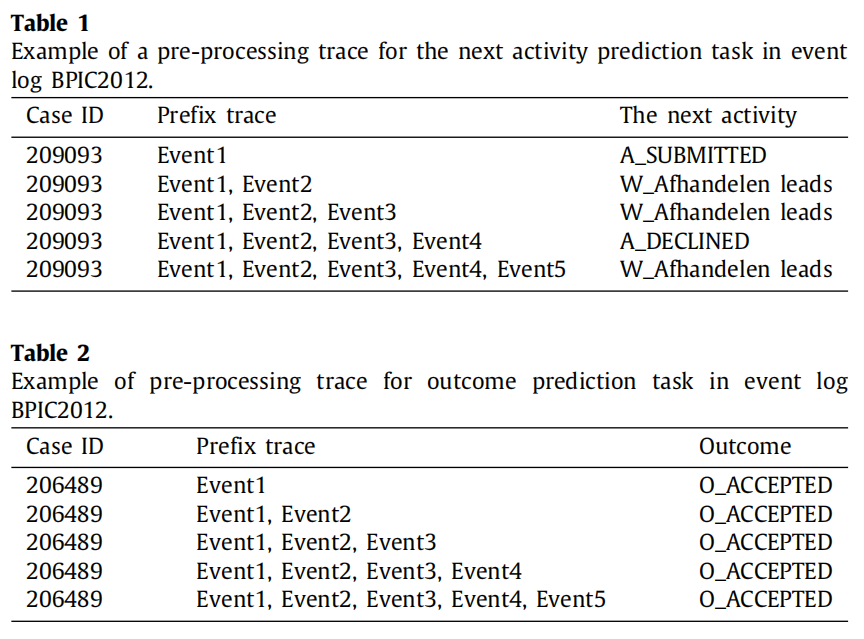 Table 1
Example of a pre-processing trace for the next activity prediction task in event
log BPIC2012.
Case ID Prefix trace The next activity
209093 Event1 A_SUBMITTED
209093 Event1, Event2 W_Afhandelen leads
209093 Event1, Event2, Event3 W_Afhandelen leads
209093 Event1, Event2, Event3, Event4 A_DECLINED
209093 Event1, Event2, Event3, Event4, Event5 W_Afhandelen leads
Table 2
Example of pre-processing trace for outcome prediction task in event log
BPIC2012.
Case ID Prefix trace Outcome
206489 Event1 O_ACCEPTED
206489 Event1, Event2 O_ACCEPTED
206489 Event1, Event2, Event3 O_ACCEPTED
206489 Event1, Event2, Event3, Event4 O_ACCEPTED
206489 Event1, Event2, Event3, Event4, Event5 O_ACCEPTED